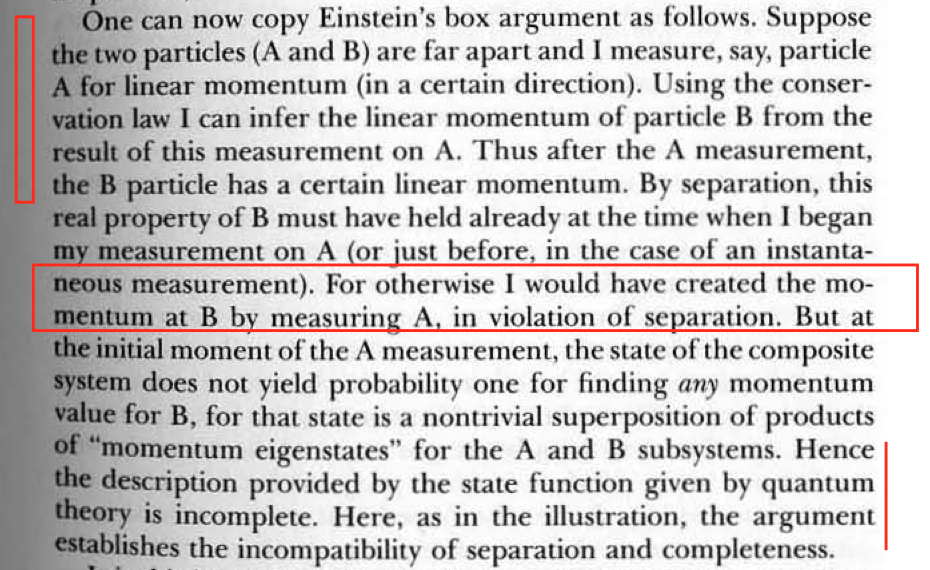 One can now copy Einstein's box argument as follows. Suppose
the two particles (A and B) are far apart and I measure, say, particle
A for linear momentum (in a certain direction). Using the conser-
vation law I can infer the linear momentum of particle B from the
result of this measurement on A. Thus after the A measurement,
the B particle has a certain linear momentum. By separation, this
real property of B must have held already at the time when I began
my measurement on A (or just before, in the case of an instanta-
neous measurement). For otherwise I would have created the mo-
mentum at B by measuring A, in violation of separation. But at
the initial moment of the A measurement, the state of the composite
system does not yield probability one for finding any momentum
value for B, for that state is a nontrivial superposition of products
of "momentum eigenstates" for the A and B subsystems. Hence
the description provided by the state function given by quantum
theory is incomplete. Here, as in the illustration, the argument
establishes the incompatibility of separation and completeness.